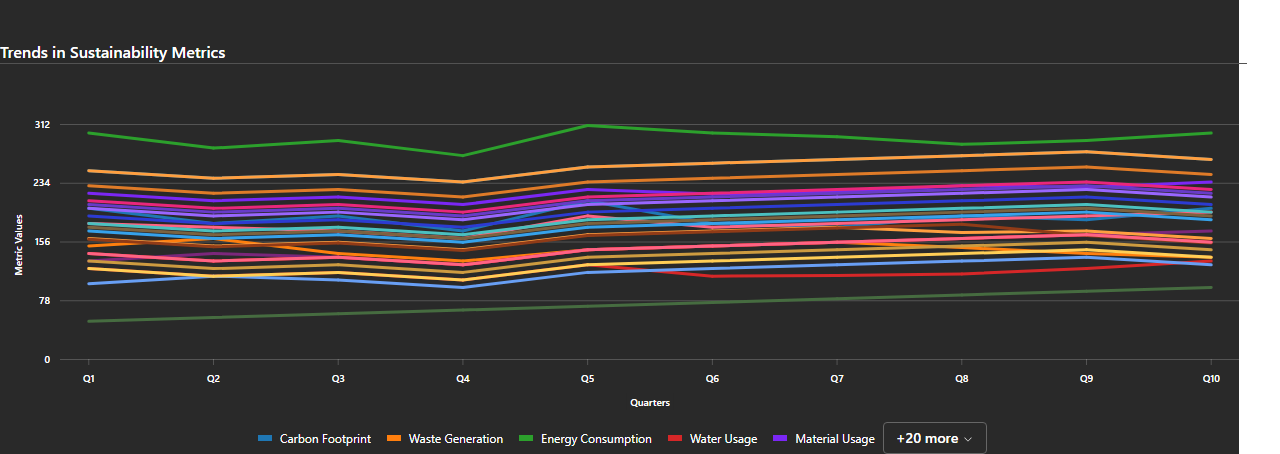 Trends in Sustainability Metrics
312
234
156
78
0
Metric Values
Q1 Q2 Q3 Q4 Q5 Q6 Q7 Q8 Q9 Q10
Quarters
Carbon Footprint Waste Generation Energy Consumption Water Usage Material Usage +20 more